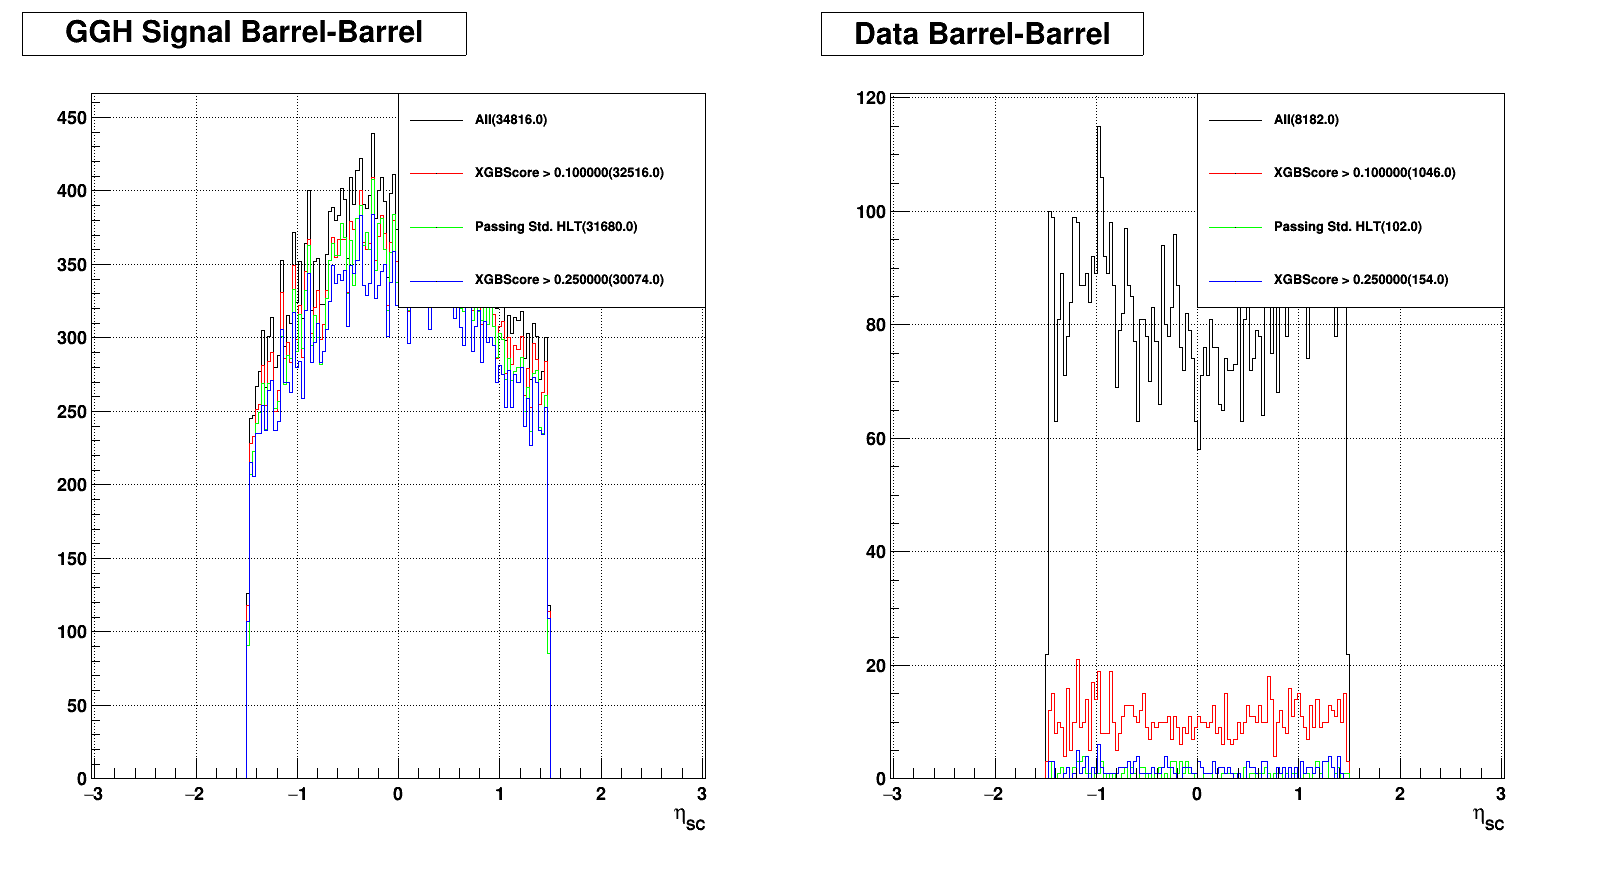 GGH Signal Barrel-Barrel
450
400
350
300
250
200
150
100
50
0
All(34816.0)
XGBScore > 0.100000(32516.0)
Passing Std. HLT(31680.0)
XGBScore > 0.250000(30074.0)
−3 −2 −1 0 1 2 3
ηSC
Data Barrel-Barrel
120
100
80
60
40
20
0
All(8182.0)
XGBScore > 0.100000(1046.0)
Passing Std. HLT(102.0)
XGBScore > 0.250000(154.0)
−3 −2 −1 0 1 2 3
ηSC